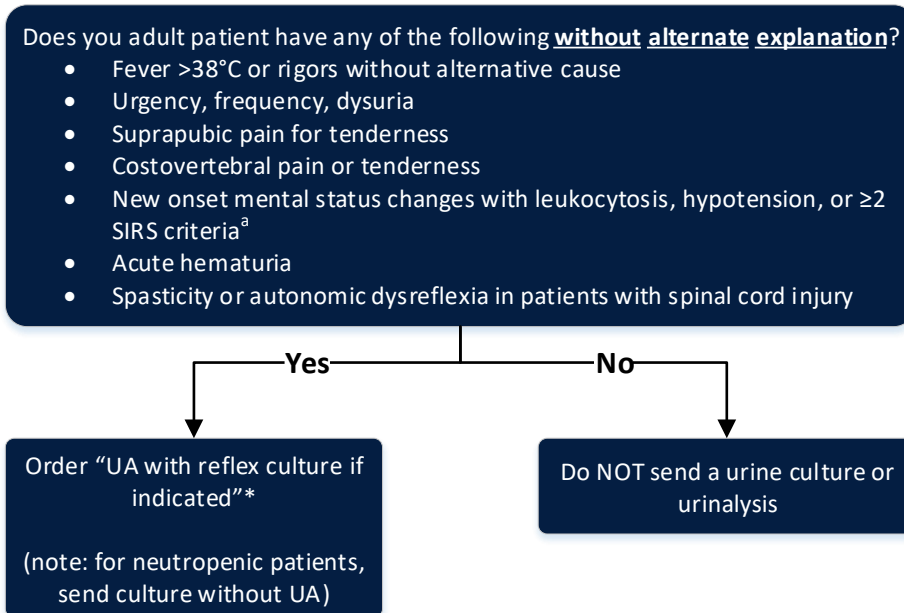 Does you adult patient have any of the following without alternate explanation?
• Fever >38°C or rigors without alternative cause
• Urgency, frequency, dysuria
• Suprapubic pain for tenderness
• Costovertebral pain or tenderness
• New onset mental status changes with leukocytosis, hypotension, or ≥2
SIRS criteriaᵃ
• Acute hematuria
• Spasticity or autonomic dysreflexia in patients with spinal cord injury
Yes
No
Order “UA with reflex culture if
indicated”*
(note: for neutropenic patients,
send culture without UA)
Do NOT send a urine culture or
urinalysis